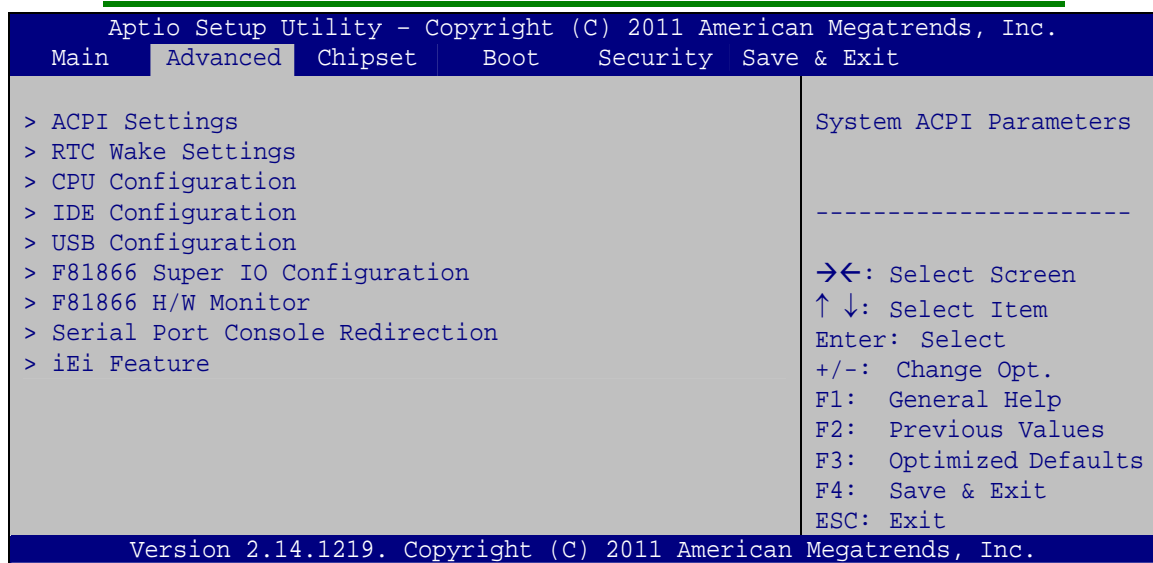 Aptio Setup Utility – Copyright (C) 2011 American Megatrends, Inc.
Main Advanced Chipset Boot Security Save & Exit
> ACPI Settings
> RTC Wake Settings
> CPU Configuration
> IDE Configuration
> USB Configuration
> F81866 Super IO Configuration
> F81866 H/W Monitor
> Serial Port Console Redirection
> iEi Feature
System ACPI Parameters
----------------------
→←: Select Screen
↑ ↓: Select Item
Enter: Select
+/-: Change Opt.
F1: General Help
F2: Previous Values
F3: Optimized Defaults
F4: Save & Exit
ESC: Exit
Version 2.14.1219. Copyright (C) 2011 American Megatrends, Inc.